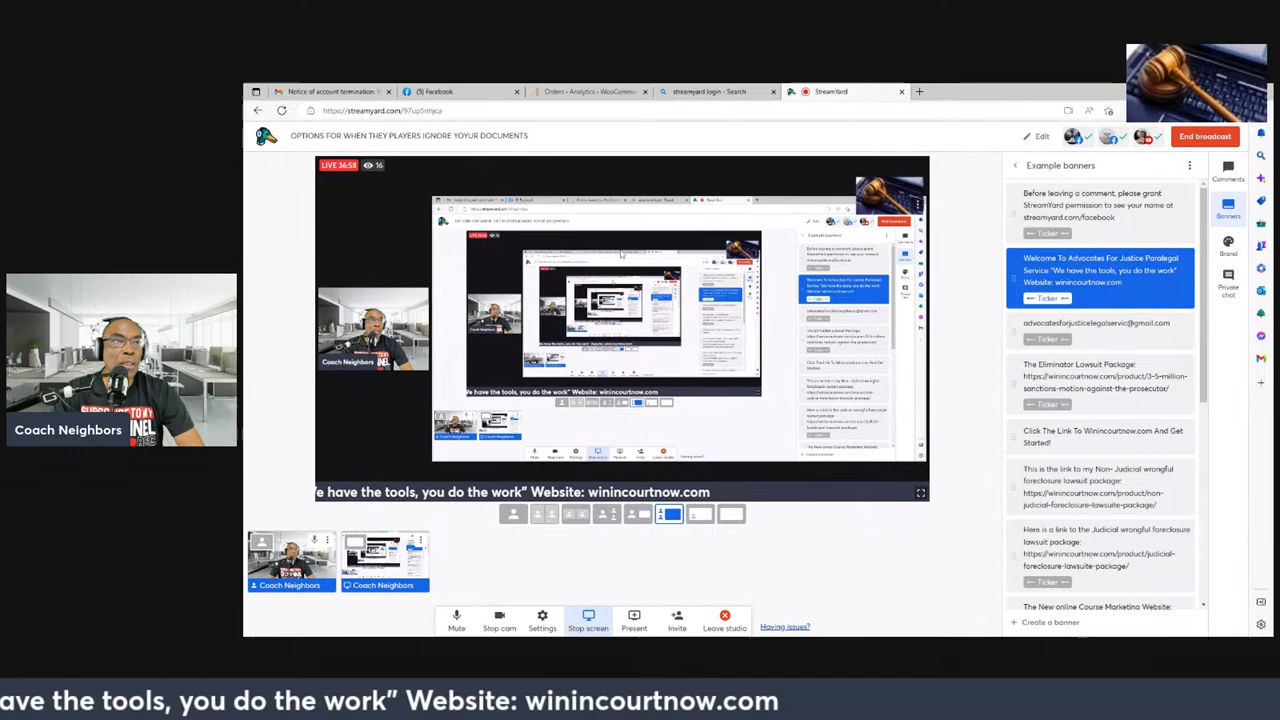 Notice of account termination:
(3) Facebook
Orders ‹ Analytics ‹ WooComme
streamyard login - Search
StreamYard
https://streamyard.com/97up5nhjca
OPTIONS FOR WHEN THEY PLAYERS IGNORE YOYUR DOCUMENTS
Edit
End broadcast
LIVE 36:58
16
Coach Neighbors
Coach Neighbors
'e have the tools, you do the work" Website: winincourtnow.com
Coach Neighbors
Coach Neighbors
Mute
Stop cam
Settings
Stop screen
Present
Invite
Leave studio
Having issues?
Example banners
Before leaving a comment, please grant
StreamYard permission to see your name at
streamyard.com/facebook
Ticker
Welcome To Advocates For Justice Paralegal
Service "We have the tools, you do the work"
Website: winincourtnow.com
Ticker
advocatesforjusticelegalservic@gmail.com
Ticker
The Eliminator Lawsuit Package:
https://winincourtnow.com/product/3-5-million-
sanctions-motion-against-the-prosecutor/
Ticker
Click The Link To Winincourtnow.com And Get
Started!
This is the link to my Non- Judicial wrongful
foreclosure lawsuit package:
https://winincourtnow.com/product/non-
judicial-foreclosure-lawsuite-package/
Here is a link to the Judicial wrongful foreclosure
lawsuit package:
https://winincourtnow.com/product/judicial-
foreclosure-lawsuite-package/
Ticker
The New online Course Marketing Website:
Create a banner
Comments
Banners
Brand
Private
chat
ave the tools, you do the work" Website: winincourtnow.com